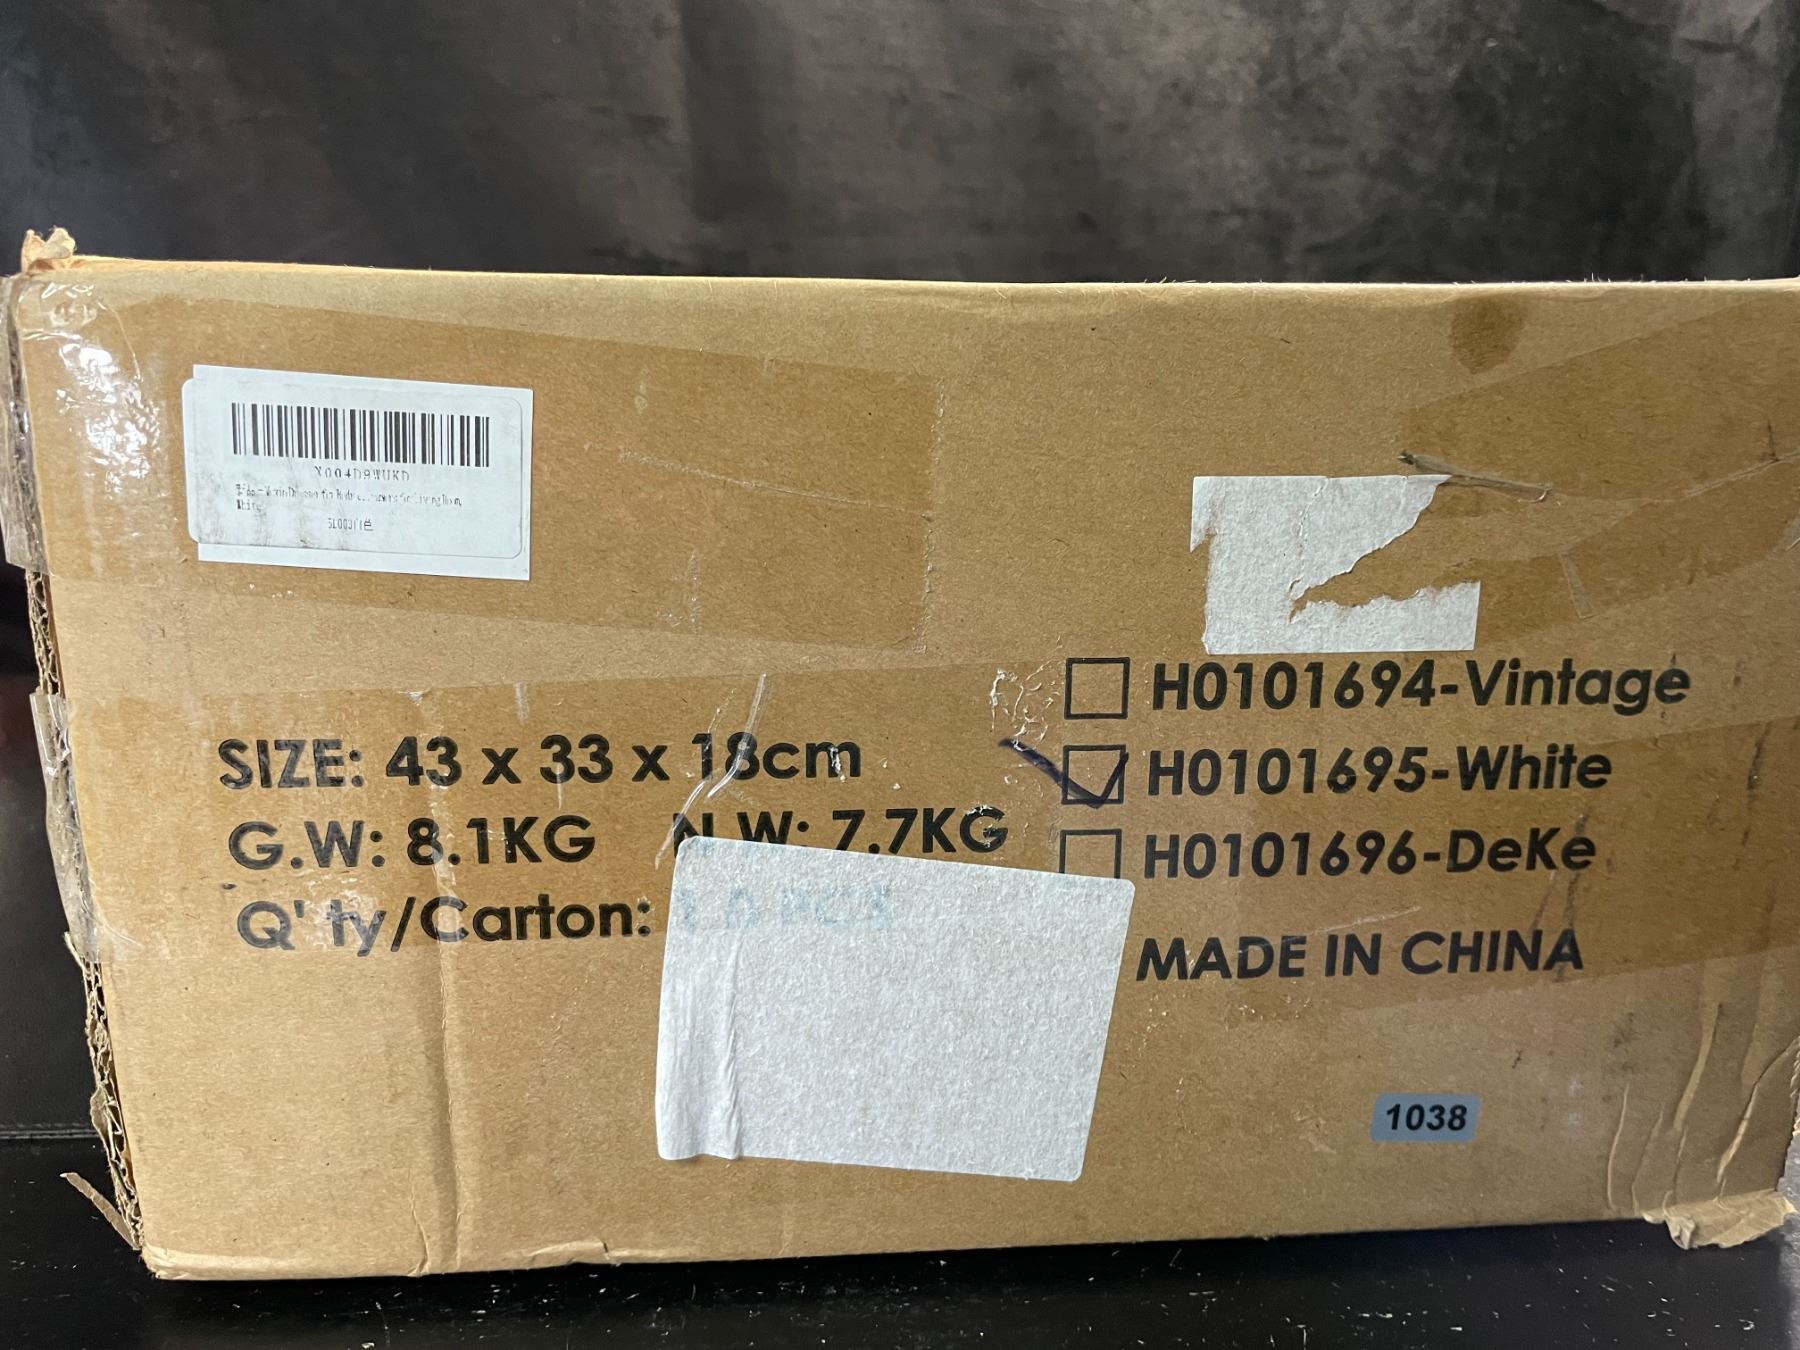 X004D9WUKD
SIZE: 43 x 33 x 18cm
G.W: 8.1KG N.W: 7.7KG
Q'ty/Carton:
H0101694-Vintage
H0101695-White
H0101696-DeKe
MADE IN CHINA
1038